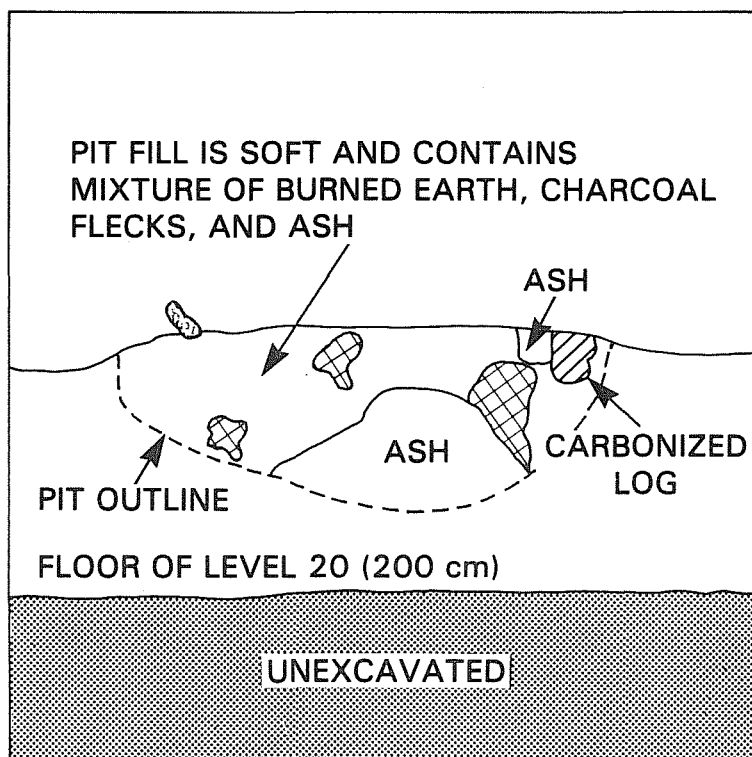 PIT FILL IS SOFT AND CONTAINS
MIXTURE OF BURNED EARTH, CHARCOAL
FLECKS, AND ASH
ASH
ASH
CARBONIZED
LOG
PIT OUTLINE
FLOOR OF LEVEL 20 (200 cm)
UNEXCAVATED